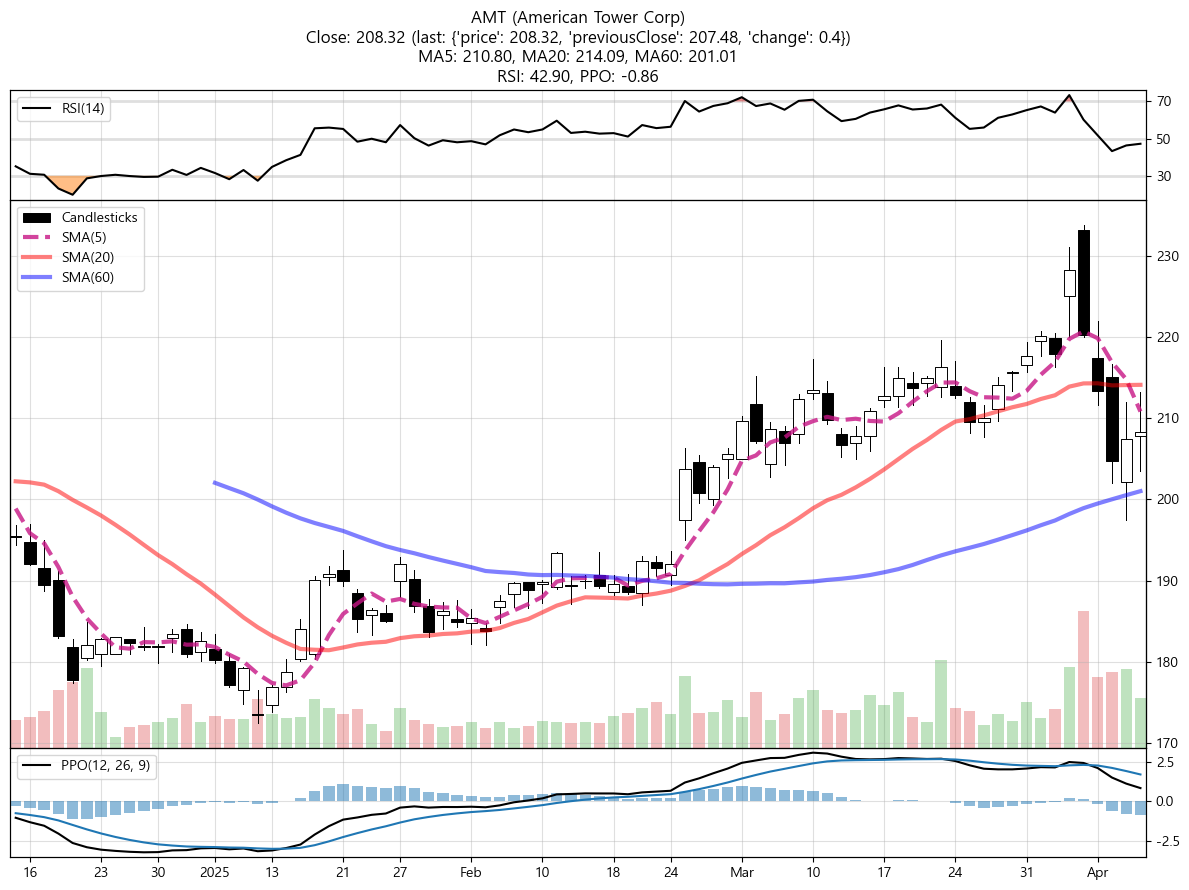 AMT (American Tower Corp)
Close: 208.32 (last: {'price': 208.32, 'previousClose': 207.48, 'change': 0.4})
MA5: 210.80, MA20: 214.09, MA60: 201.01
RSI: 42.90, PPO: -0.86
RSI(14)
70
50
30
Candlesticks
SMA(5)
SMA(20)
SMA(60)
230
220
210
200
190
180
170
PPO(12, 26, 9)
2.5
0.0
−2.5
16 23 30 2025 13 21 27 Feb 10 18 24 Mar 10 17 24 31 Apr